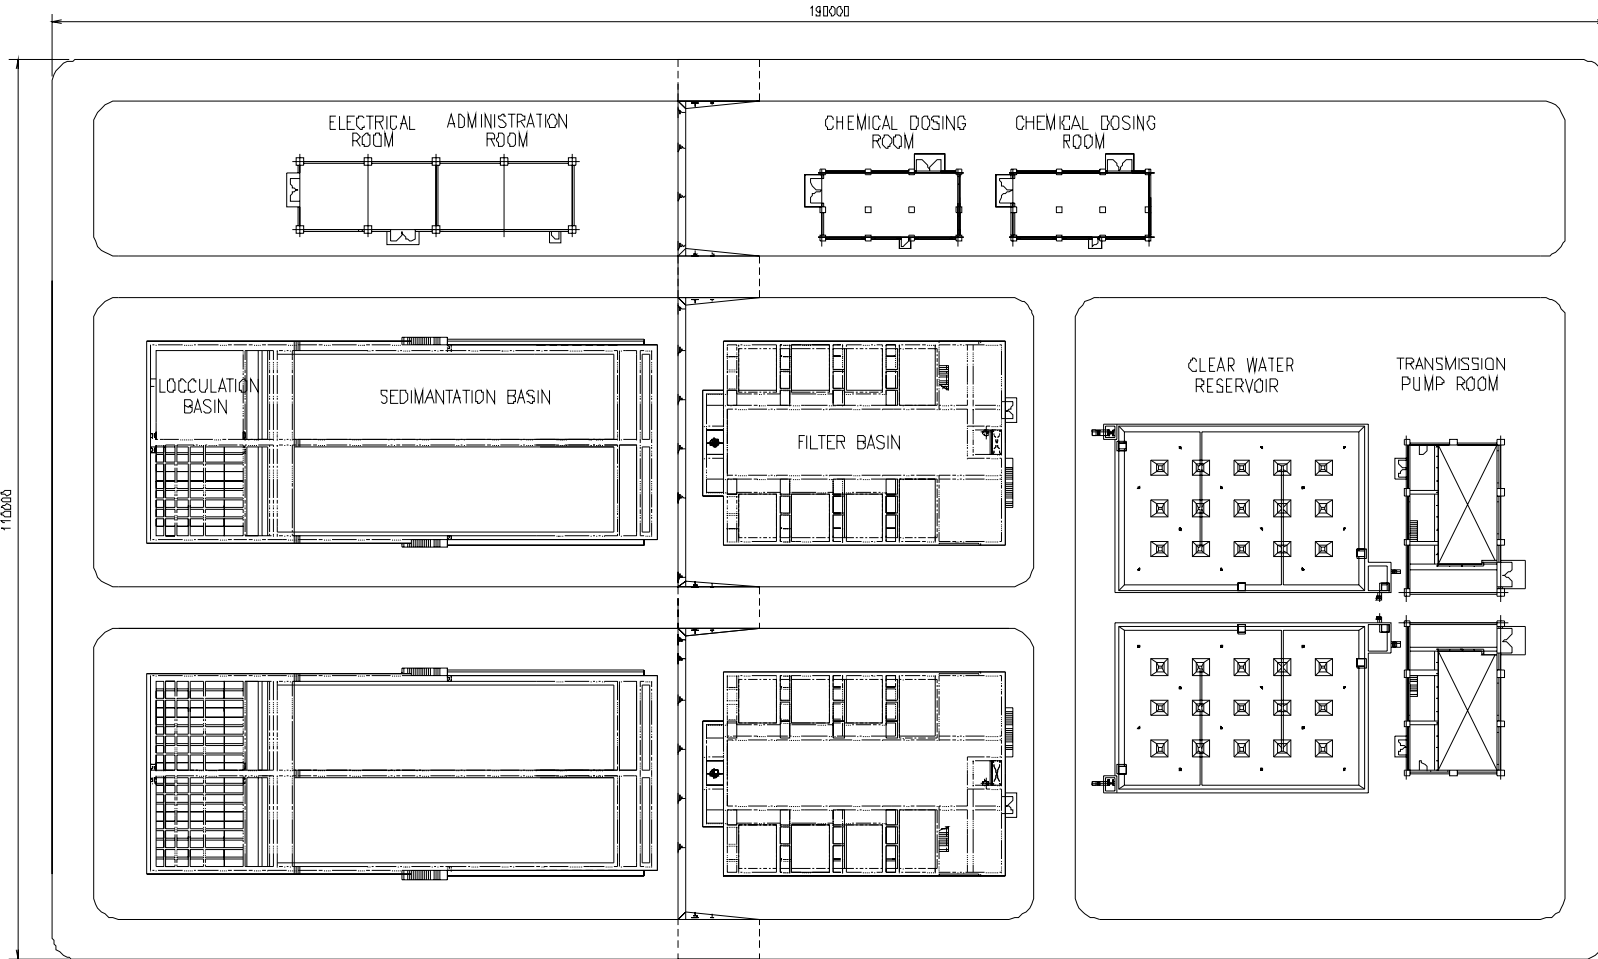 190000
ELECTRICAL
ROOM
ADMINISTRATION
ROOM
CHEMICAL DOSING
ROOM
CHEMICAL DOSING
ROOM
FLOCCULATION
BASIN
SEDIMANTATION BASIN
FILTER BASIN
CLEAR WATER
RESERVOIR
TRANSMISSION
PUMP ROOM
110000